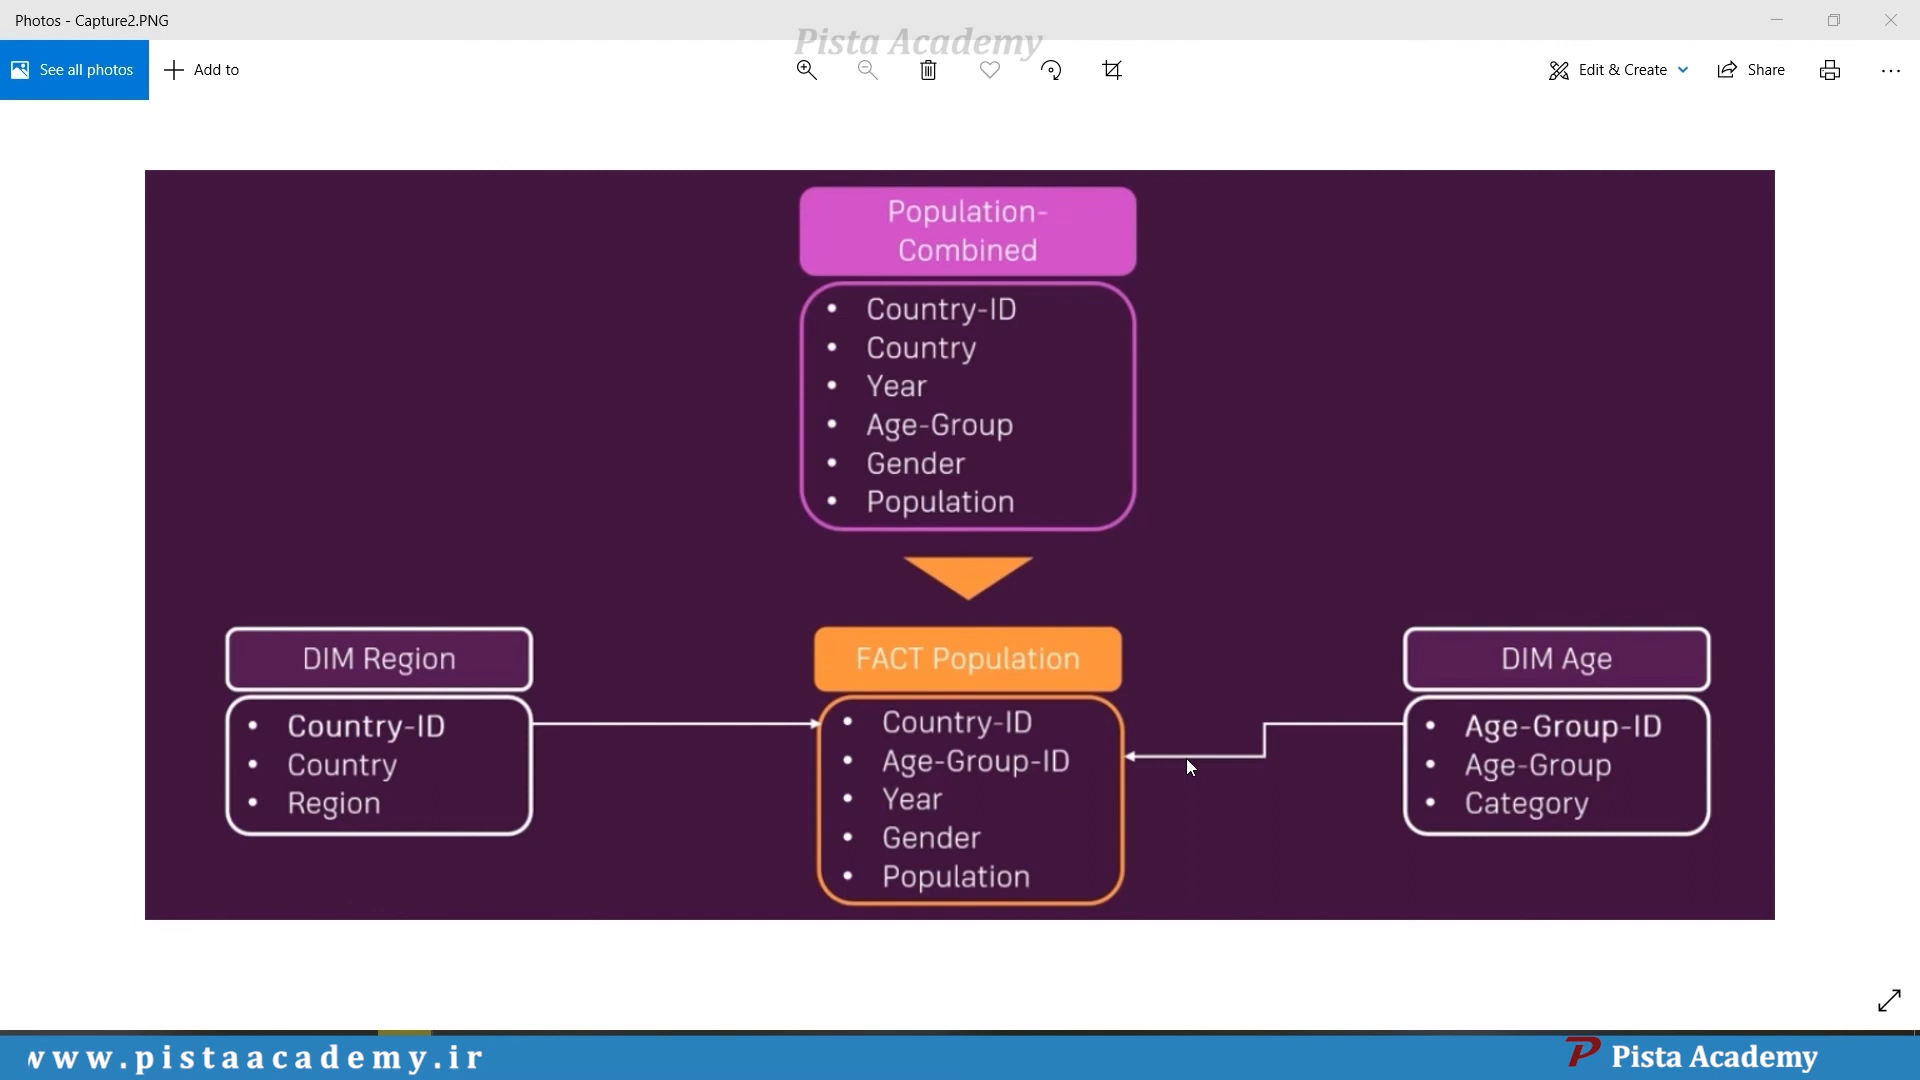 Photos - Capture2.PNG
Pista Academy
See all photos
Add to
Edit & Create
Share
Population-
Combined
• Country-ID
• Country
• Year
• Age-Group
• Gender
• Population
DIM Region
• Country-ID
• Country
• Region
FACT Population
• Country-ID
• Age-Group-ID
• Year
• Gender
• Population
DIM Age
• Age-Group-ID
• Age-Group
• Category
www.pistaacademy.ir
Pista Academy